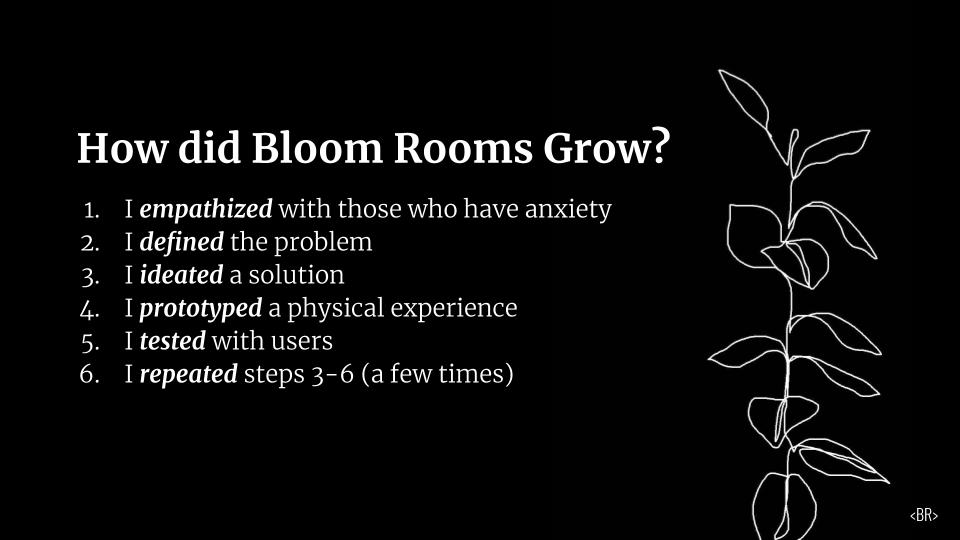 How did Bloom Rooms Grow?
1. I empathized with those who have anxiety
2. I defined the problem
3. I ideated a solution
4. I prototyped a physical experience
5. I tested with users
6. I repeated steps 3-6 (a few times)
<BR>